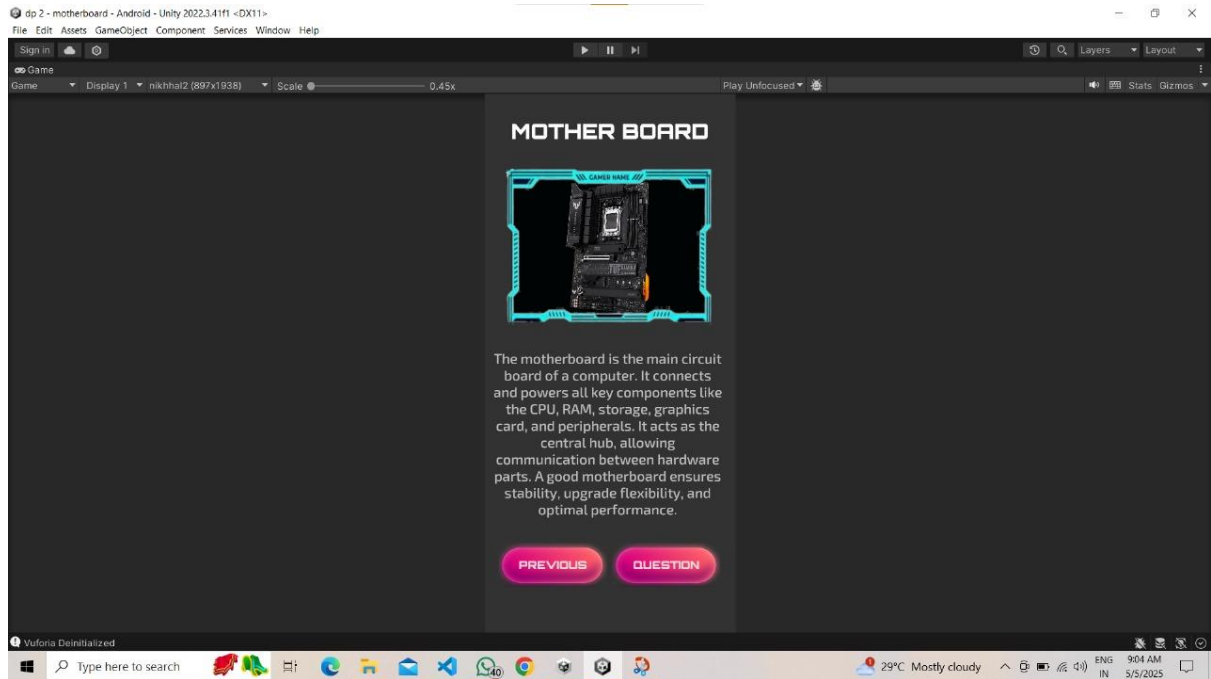 dp 2 - motherboard - Android - Unity 2022.3.41f1 <DX11>
File Edit Assets GameObject Component Services Window Help
Sign in Layers Layout
Game
Game Display 1 nikhhal2 (897x1938) Scale 0.45x Play Unfocused Stats Gizmos
MOTHER BOARD
GAMER NAME
The motherboard is the main circuit
board of a computer. It connects
and powers all key components like
the CPU, RAM, storage, graphics
card, and peripherals. It acts as the
central hub, allowing
communication between hardware
parts. A good motherboard ensures
stability, upgrade flexibility, and
optimal performance.
PREVIOUS QUESTION
Vuforia Deinitialized
Type here to search 40 29°C Mostly cloudy ENG 9:04 AM
IN 5/5/2025